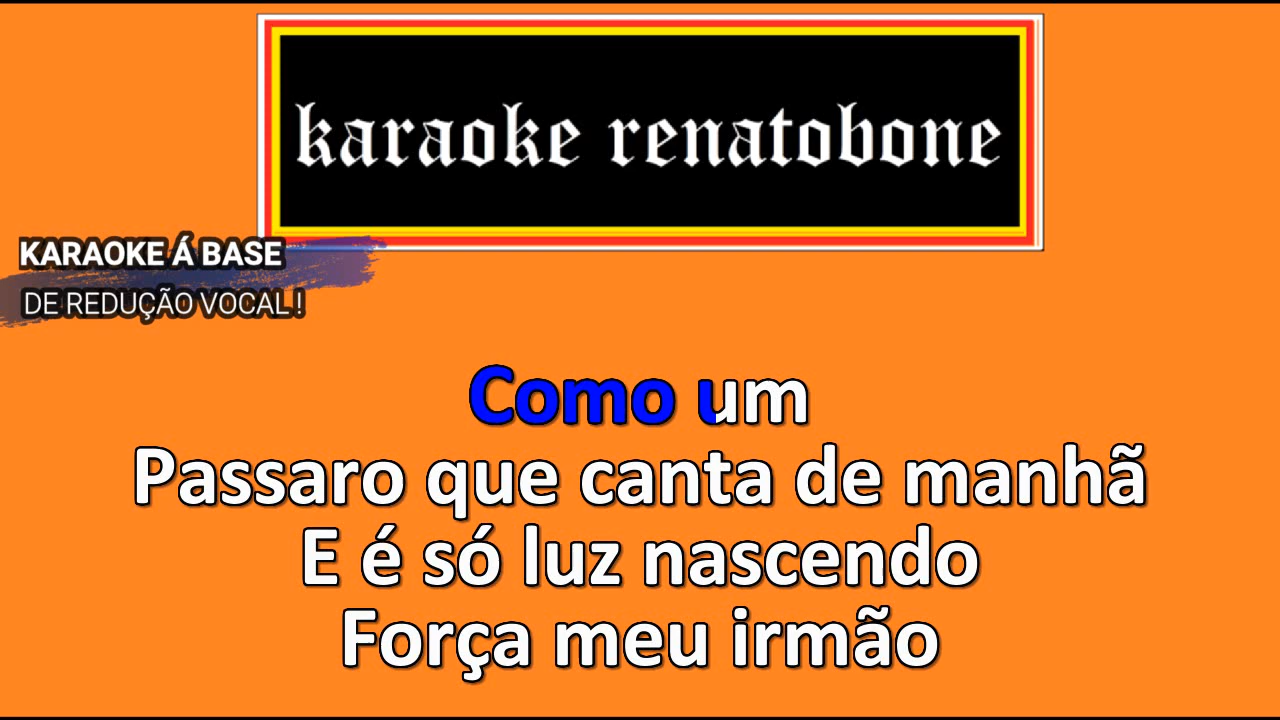 karaoke renatobone
KARAOKE Á BASE
DE REDUÇÃO VOCAL !
Como um
Passaro que canta de manhã
E é só luz nascendo
Força meu irmão